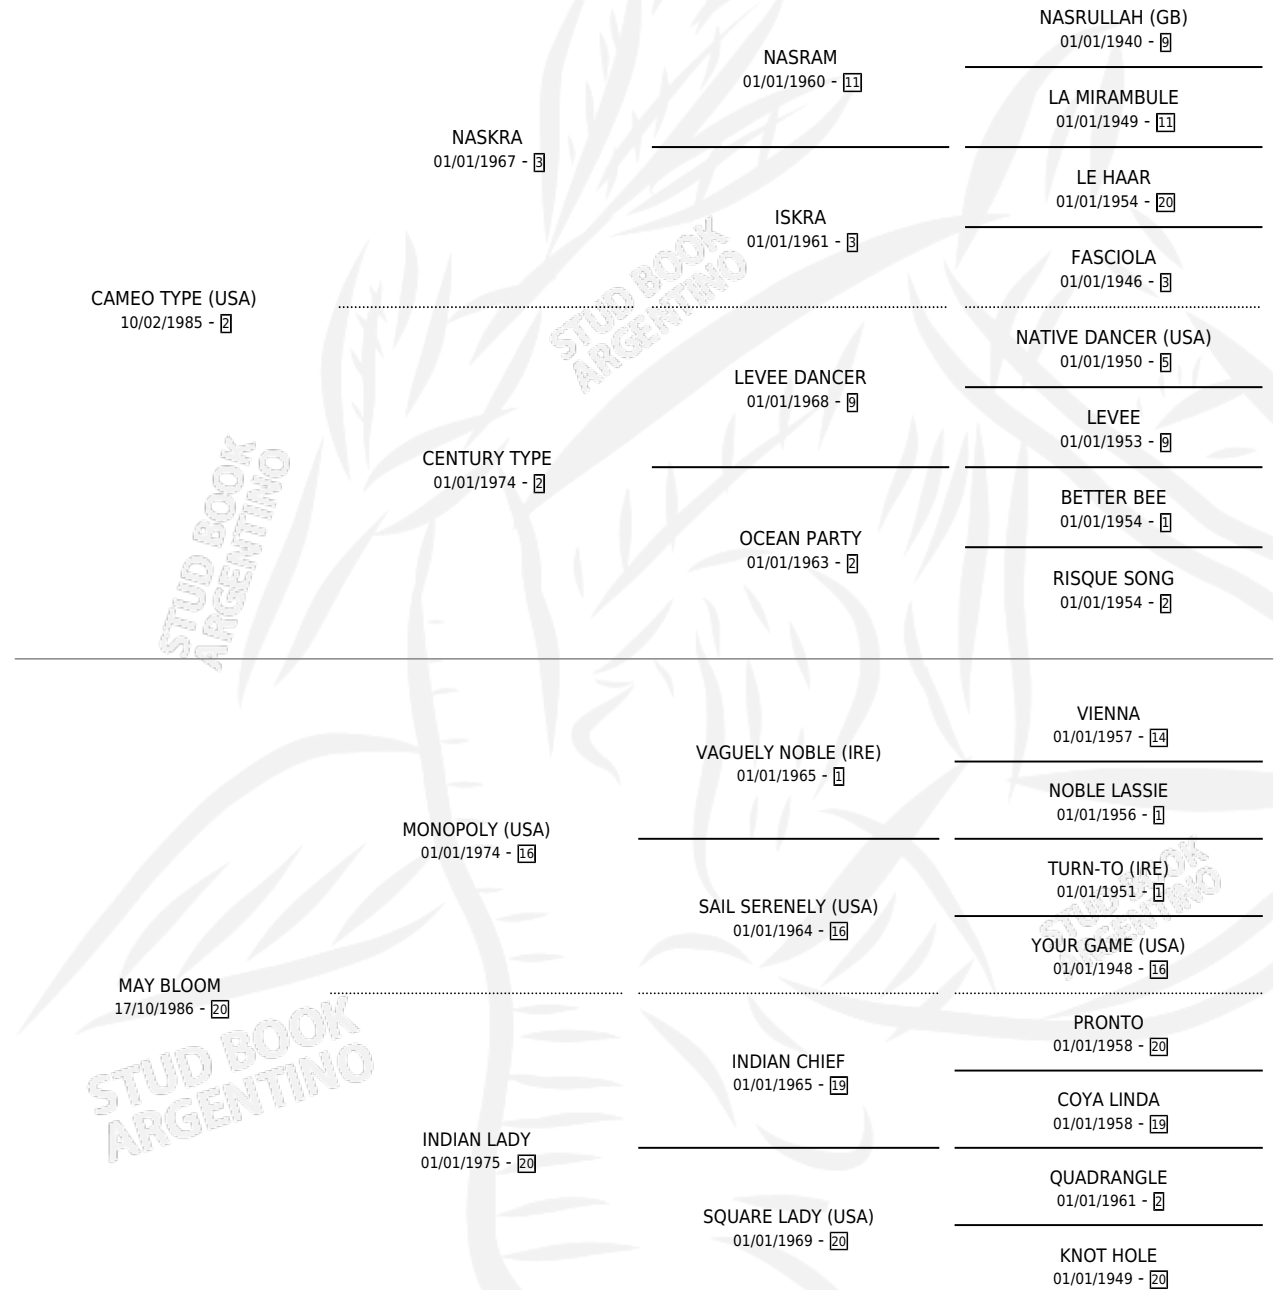 NASRULLAH (GB)
01/01/1940 - 9
NASRAM
01/01/1960 - 11
LA MIRAMBULE
01/01/1949 - 11
NASKRA
01/01/1967 - 3
LE HAAR
01/01/1954 - 20
ISKRA
01/01/1961 - 3
FASCIOLA
01/01/1946 - 3
CAMEO TYPE (USA)
10/02/1985 - 2
NATIVE DANCER (USA)
01/01/1950 - 5
LEVEE DANCER
01/01/1968 - 9
LEVEE
01/01/1953 - 9
CENTURY TYPE
01/01/1974 - 2
BETTER BEE
01/01/1954 - 1
OCEAN PARTY
01/01/1963 - 2
RISQUE SONG
01/01/1954 - 2
STUD BOOK
ARGENTINO
STUD BOOK
ARGENTINO
VIENNA
01/01/1957 - 14
VAGUELY NOBLE (IRE)
01/01/1965 - 1
NOBLE LASSIE
01/01/1956 - 1
MONOPOLY (USA)
01/01/1974 - 16
TURN-TO (IRE)
01/01/1951 - 1
SAIL SERENELY (USA)
01/01/1964 - 16
YOUR GAME (USA)
01/01/1948 - 16
MAY BLOOM
17/10/1986 - 20
PRONTO
01/01/1958 - 20
INDIAN CHIEF
01/01/1965 - 19
COYA LINDA
01/01/1958 - 19
INDIAN LADY
01/01/1975 - 20
QUADRANGLE
01/01/1961 - 2
SQUARE LADY (USA)
01/01/1969 - 20
KNOT HOLE
01/01/1949 - 20
STUD BOOK
ARGENTINO
STUD BOOK
ARGENTINO